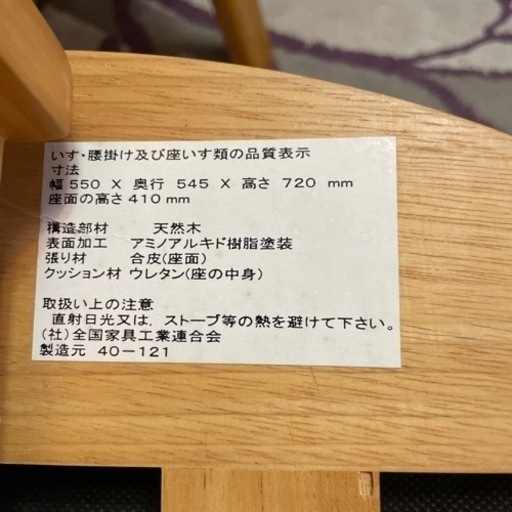 いす・腰掛け及び座いす類の品質表示
寸法
幅 550 X 奥行 545 X 高さ 720 mm
座面の高さ 410 mm
構造部材 天然木
表面加工 アミノアルキド樹脂塗装
張り材 合皮(座面)
クッション材 ウレタン(座の中身)
取扱い上の注意
直射日光又は、ストーブ等の熱を避けて下さい。
(社)全国家具工業連合会
製造元 40-121